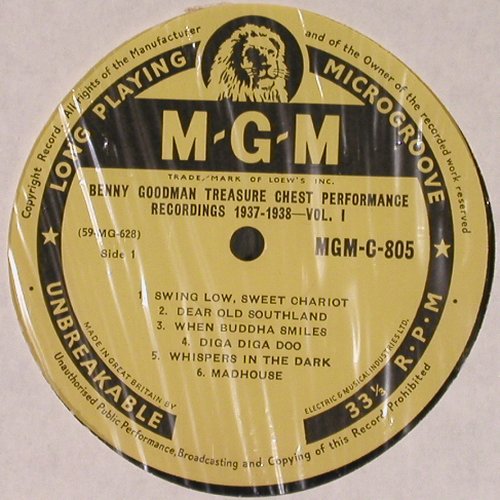 Copyright Record. All rights of the Manufacturer and of the Owner of the recorded work reserved
LONG PLAYING MICROGROOVE
M-G-M
TRADE/MARK OF LOEW'S INC.
BENNY GOODMAN TREASURE CHEST PERFORMANCE
RECORDINGS 1937-1938—VOL. I
(59-MG-628)
Side 1
MGM-C-805
1. SWING LOW, SWEET CHARIOT
2. DEAR OLD SOUTHLAND
3. WHEN BUDDHA SMILES
4. DIGA DIGA DOO
5. WHISPERS IN THE DARK
6. MADHOUSE
MADE IN GREAT BRITAIN BY ELECTRIC & MUSICAL INDUSTRIES LTD.
UNBREAKABLE
33⅓ R.P.M
Unauthorised Public Performance, Broadcasting and Copying of this Record Prohibited